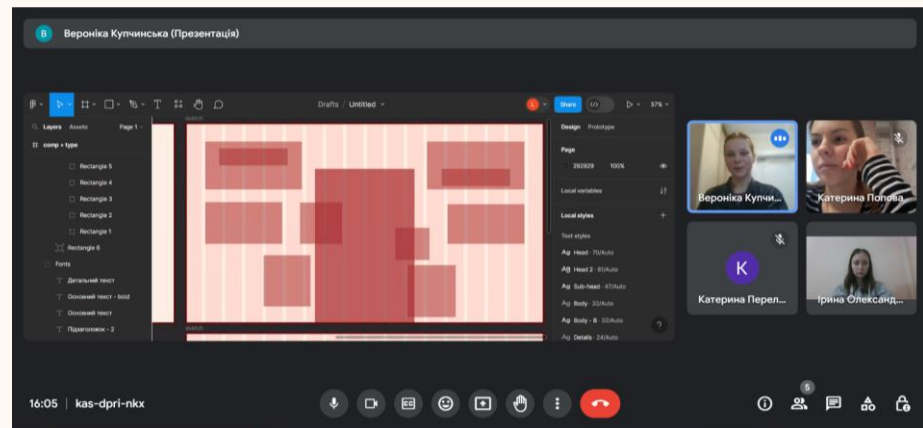 В Вероніка Купчинська (Презентація)
Drafts / Untitled
L
Share
37%
Layers Assets Page 1
Design Prototype
comp + type
Page
292929 100%
Rectangle 5
Rectangle 4
Local variables
Rectangle 3
Rectangle 2
Local styles
Rectangle 1
Text styles
Rectangle 6
Ag Head · 70/Auto
Fonts
Ag Head 2 · 81/Auto
Детальний текст
Ag Sub-head · 47/Auto
Основний текст - bold
Ag Body · 32/Auto
Основний текст
Ag Body - B · 32/Auto
Підзаголовок - 2
Ag Details · 24/Auto
?
Вероніка Купчи...
Катерина Попова
К
Катерина Перел...
Ірина Олександ...
16:05 | kas-dpri-nkx
CC
5